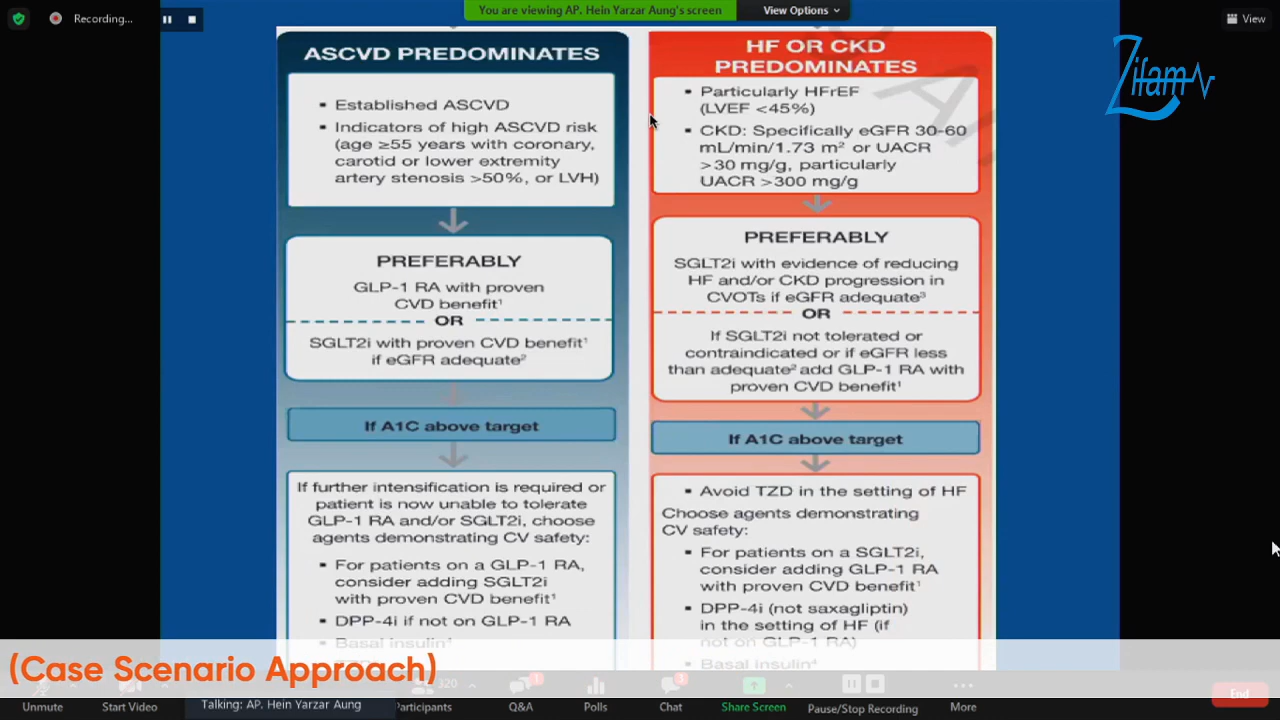 Recording...
You are viewing AP. Hein Yarzar Aung's screen
View Options
View
Zifam
ASCVD PREDOMINATES
▪ Established ASCVD
▪ Indicators of high ASCVD risk
(age ≥55 years with coronary,
carotid or lower extremity
artery stenosis >50%, or LVH)
PREFERABLY
GLP-1 RA with proven
CVD benefit¹
OR
SGLT2i with proven CVD benefit¹
if eGFR adequate²
If A1C above target
If further intensification is required or
patient is now unable to tolerate
GLP-1 RA and/or SGLT2i, choose
agents demonstrating CV safety:
▪ For patients on a GLP-1 RA,
consider adding SGLT2i
with proven CVD benefit¹
▪ DPP-4i if not on GLP-1 RA
▪ Basal insulin⁴
HF OR CKD
PREDOMINATES
▪ Particularly HFrEF
(LVEF <45%)
▪ CKD: Specifically eGFR 30-60
mL/min/1.73 m² or UACR
>30 mg/g, particularly
UACR >300 mg/g
PREFERABLY
SGLT2i with evidence of reducing
HF and/or CKD progression in
CVOTs if eGFR adequate³
OR
If SGLT2i not tolerated or
contraindicated or if eGFR less
than adequate² add GLP-1 RA with
proven CVD benefit¹
If A1C above target
▪ Avoid TZD in the setting of HF
Choose agents demonstrating
CV safety:
▪ For patients on a SGLT2i,
consider adding GLP-1 RA
with proven CVD benefit¹
▪ DPP-4i (not saxagliptin)
in the setting of HF (if
not on GLP-1 RA)
▪ Basal insulin⁴
(Case Scenario Approach)
320
1
3
Unmute
Start Video
Talking: AP. Hein Yarzar Aung
Participants
Q&A
Polls
Chat
Share Screen
Pause/Stop Recording
More
End